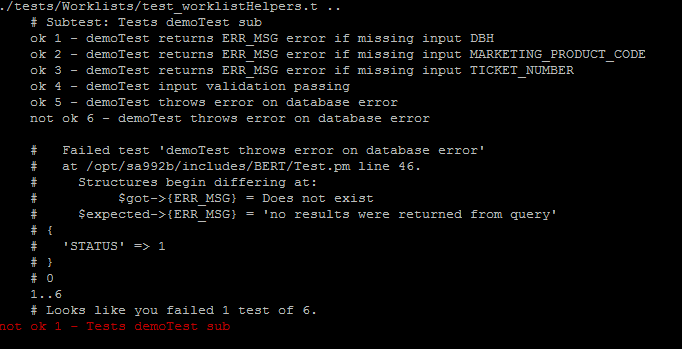 ./tests/Worklists/test_worklistHelpers.t ..
# Subtest: Tests demoTest sub
ok 1 - demoTest returns ERR_MSG error if missing input DBH
ok 2 - demoTest returns ERR_MSG error if missing input MARKETING_PRODUCT_CODE
ok 3 - demoTest returns ERR_MSG error if missing input TICKET_NUMBER
ok 4 - demoTest input validation passing
ok 5 - demoTest throws error on database error
not ok 6 - demoTest throws error on database error
#   Failed test 'demoTest throws error on database error'
#   at /opt/sa992b/includes/BERT/Test.pm line 46.
#     Structures begin differing at:
#          $got->{ERR_MSG} = Does not exist
#     $expected->{ERR_MSG} = 'no results were returned from query'
# {
#   'STATUS' => 1
# }
# 0
1..6
# Looks like you failed 1 test of 6.
not ok 1 - Tests demoTest sub